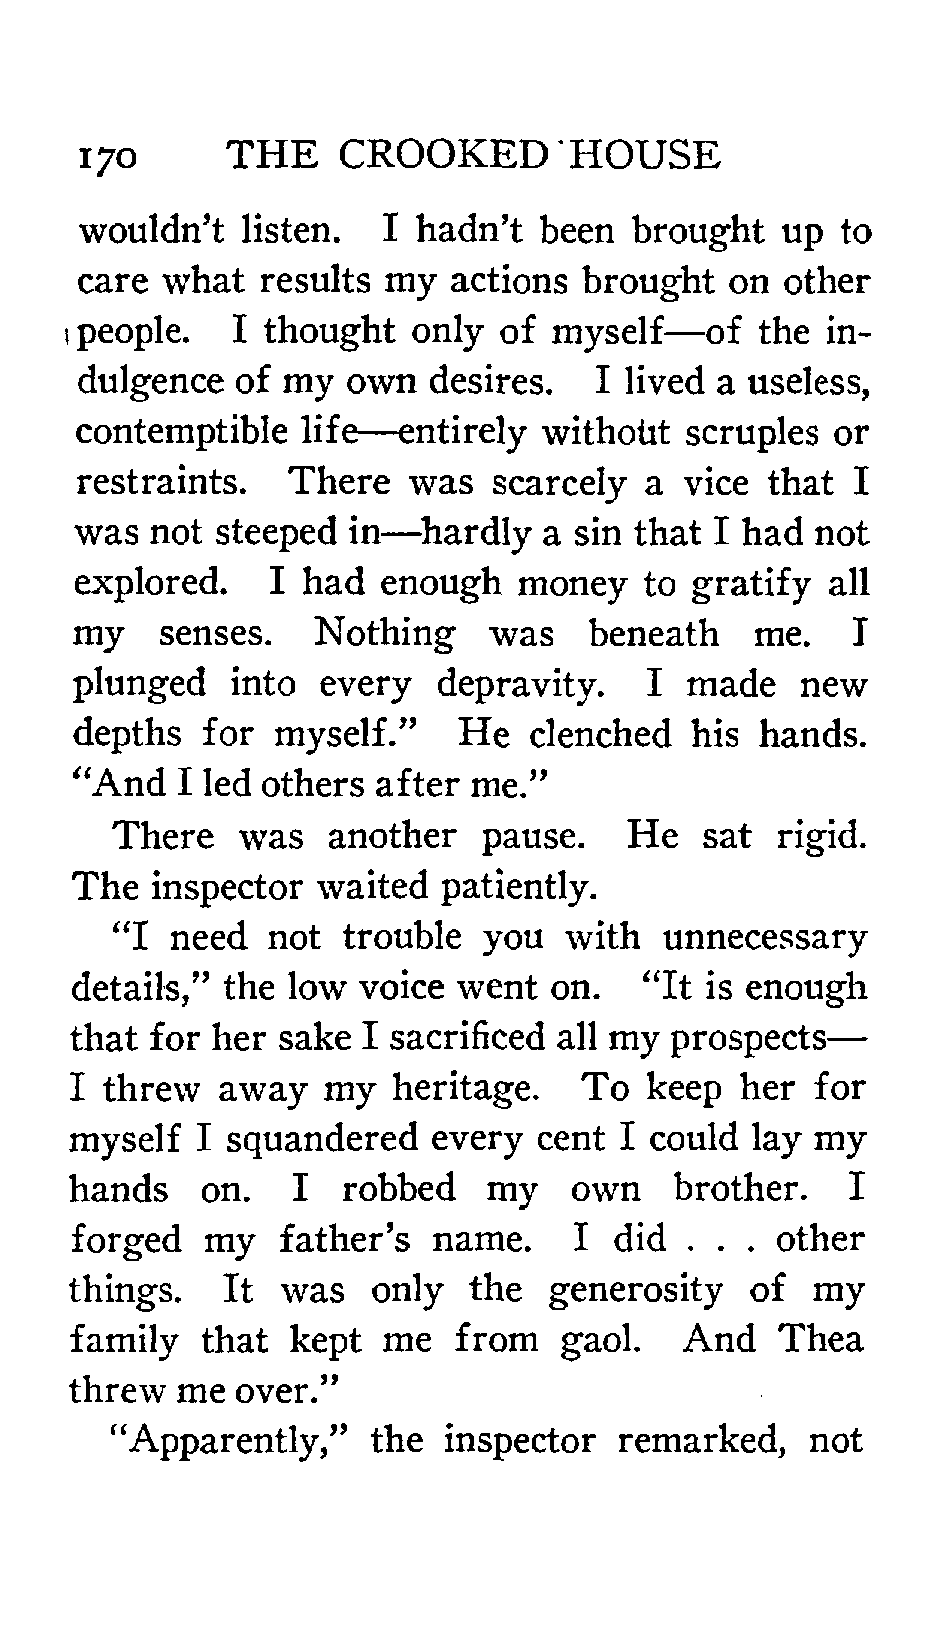 170 THE CROOKED HOUSE
wouldn't listen. I hadn't been brought up to
care what results my actions brought on other
people. I thought only of myself—of the in-
dulgence of my own desires. I lived a useless,
contemptible life—entirely without scruples or
restraints. There was scarcely a vice that I
was not steeped in—hardly a sin that I had not
explored. I had enough money to gratify all
my senses. Nothing was beneath me. I
plunged into every depravity. I made new
depths for myself." He clenched his hands.
"And I led others after me."
There was another pause. He sat rigid.
The inspector waited patiently.
"I need not trouble you with unnecessary
details," the low voice went on. "It is enough
that for her sake I sacrificed all my prospects—
I threw away my heritage. To keep her for
myself I squandered every cent I could lay my
hands on. I robbed my own brother. I
forged my father's name. I did . . . other
things. It was only the generosity of my
family that kept me from gaol. And Thea
threw me over."
"Apparently," the inspector remarked, not